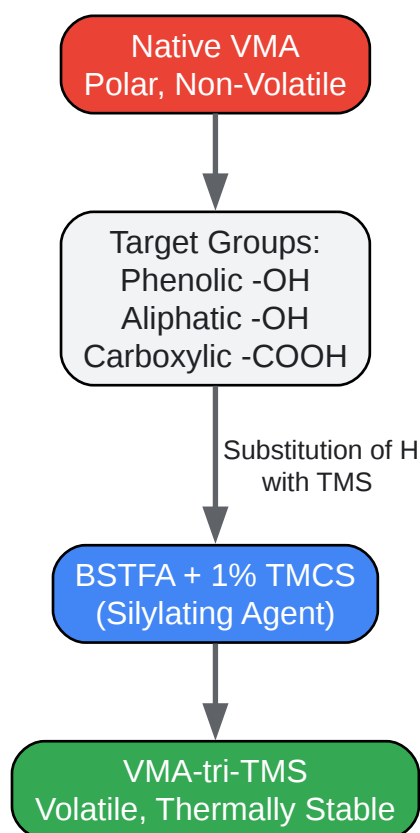 Native VMA
Polar, Non-Volatile
Target Groups:
Phenolic -OH
Aliphatic -OH
Carboxylic -COOH
Substitution of H
with TMS
BSTFA + 1% TMCS
(Silylating Agent)
VMA-tri-TMS
Volatile, Thermally Stable